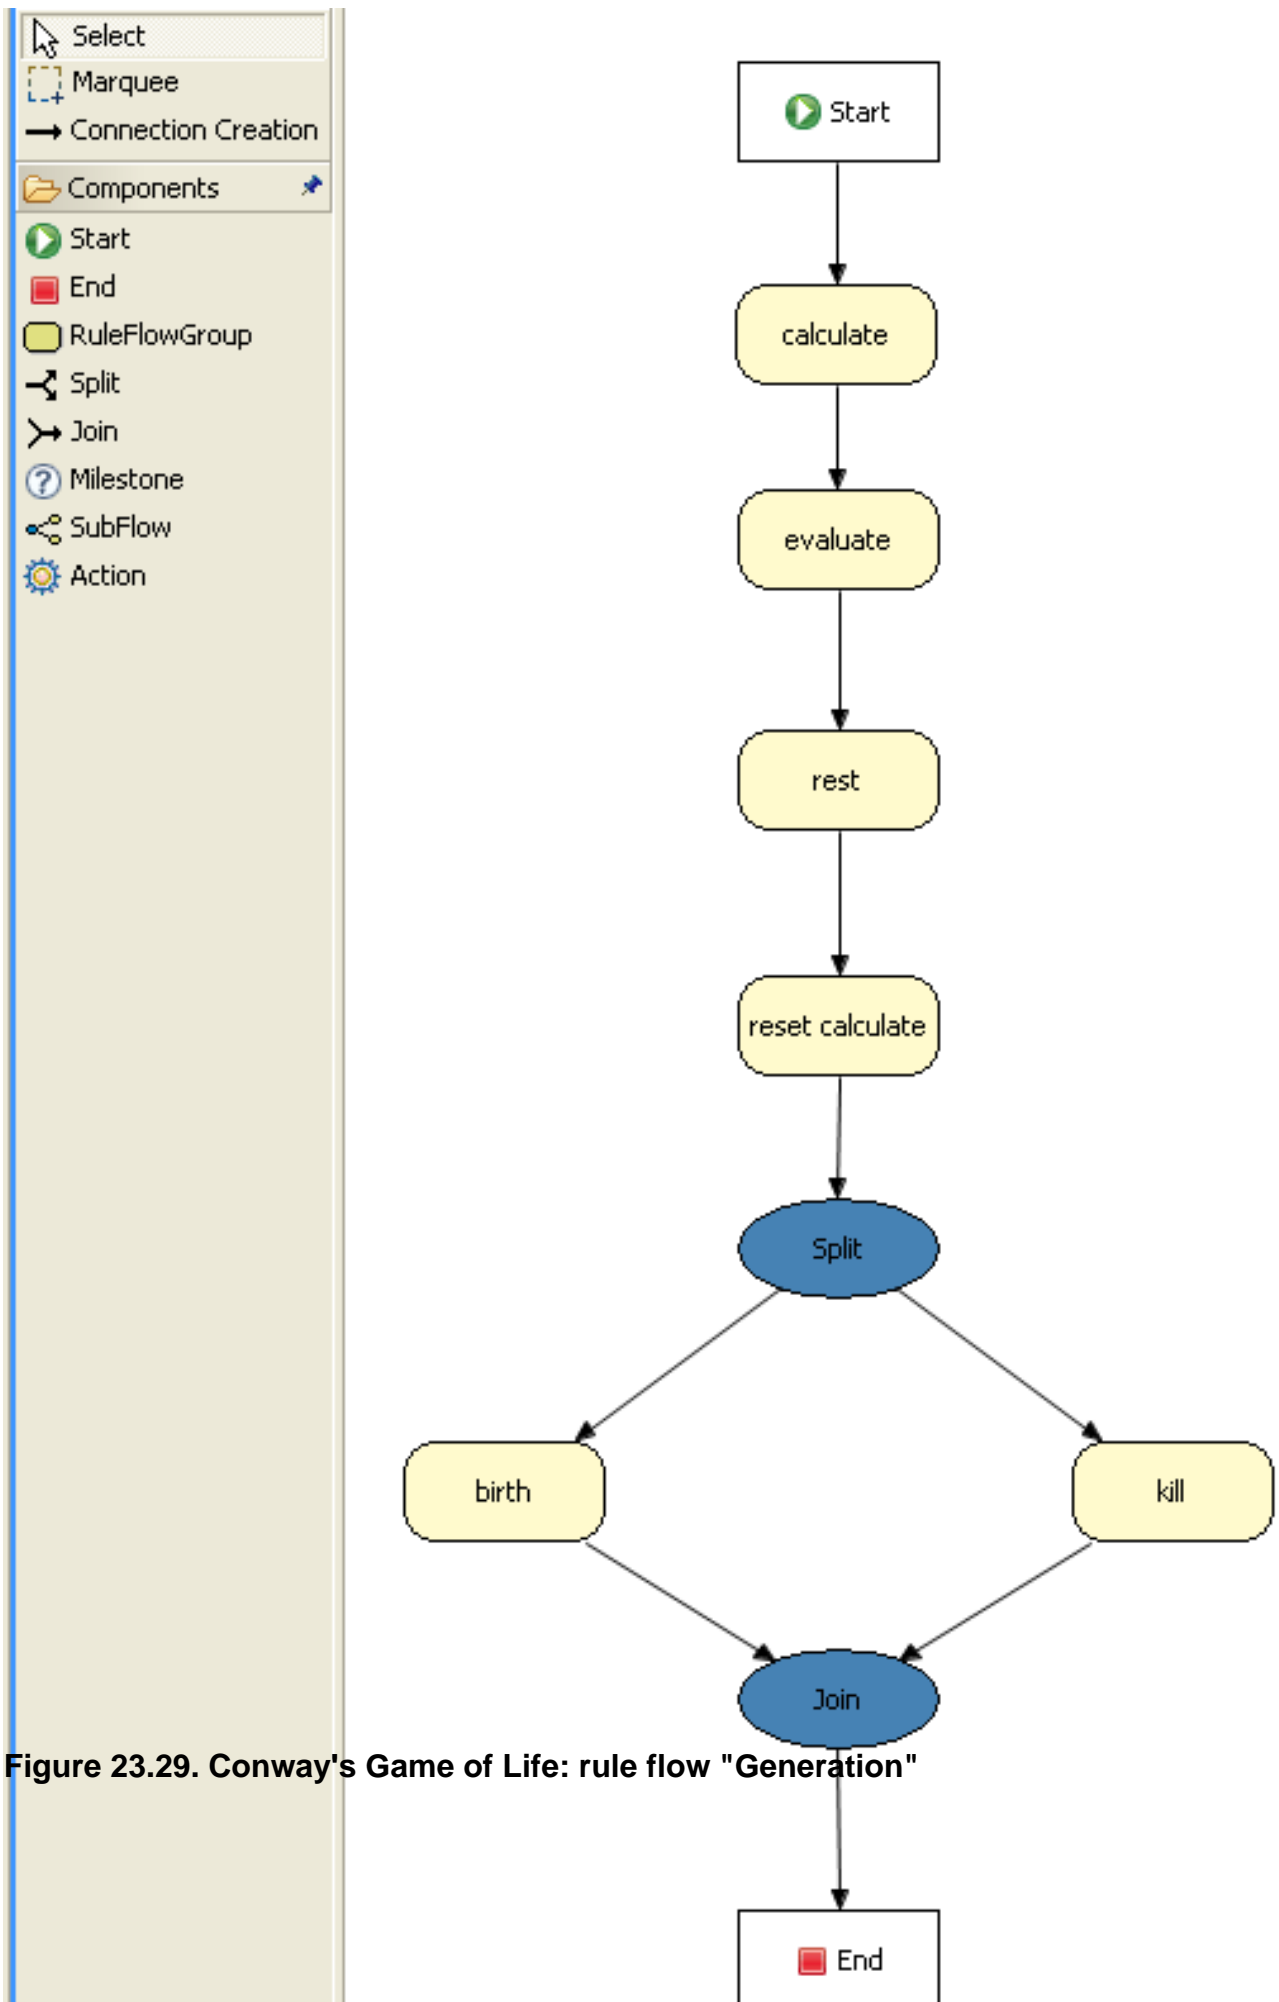 Select
Marquee
Connection Creation
Components
Start
End
RuleFlowGroup
Split
Join
Milestone
SubFlow
Action
Start
calculate
evaluate
rest
reset calculate
Split
birth
kill
Join
Figure 23.29. Conway's Game of Life: rule flow "Generation"
End